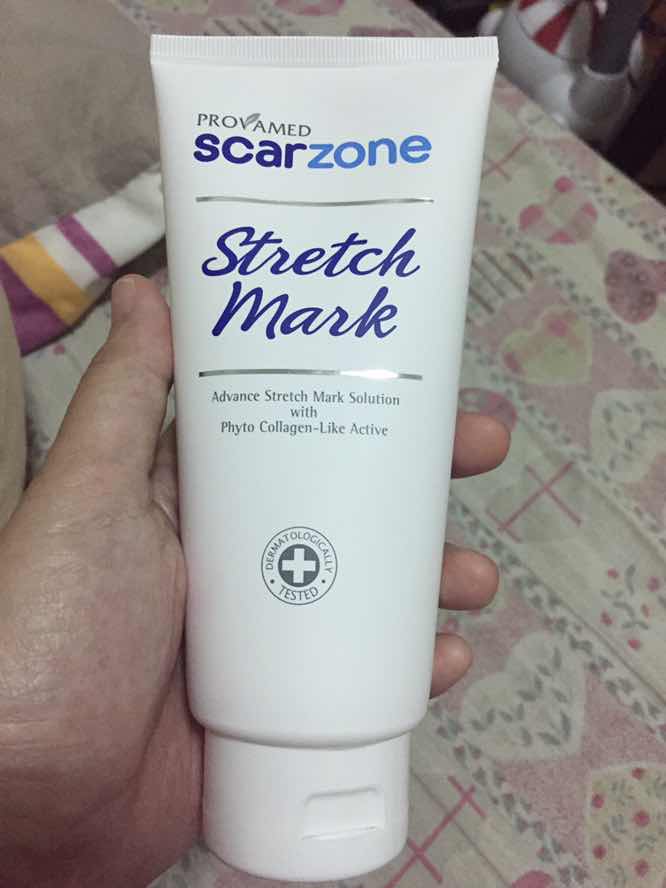 PROVAMED
scarzone
Stretch
Mark
Advance Stretch Mark Solution
with
Phyto Collagen-Like Active
DERMATOLOGICALLY
TESTED